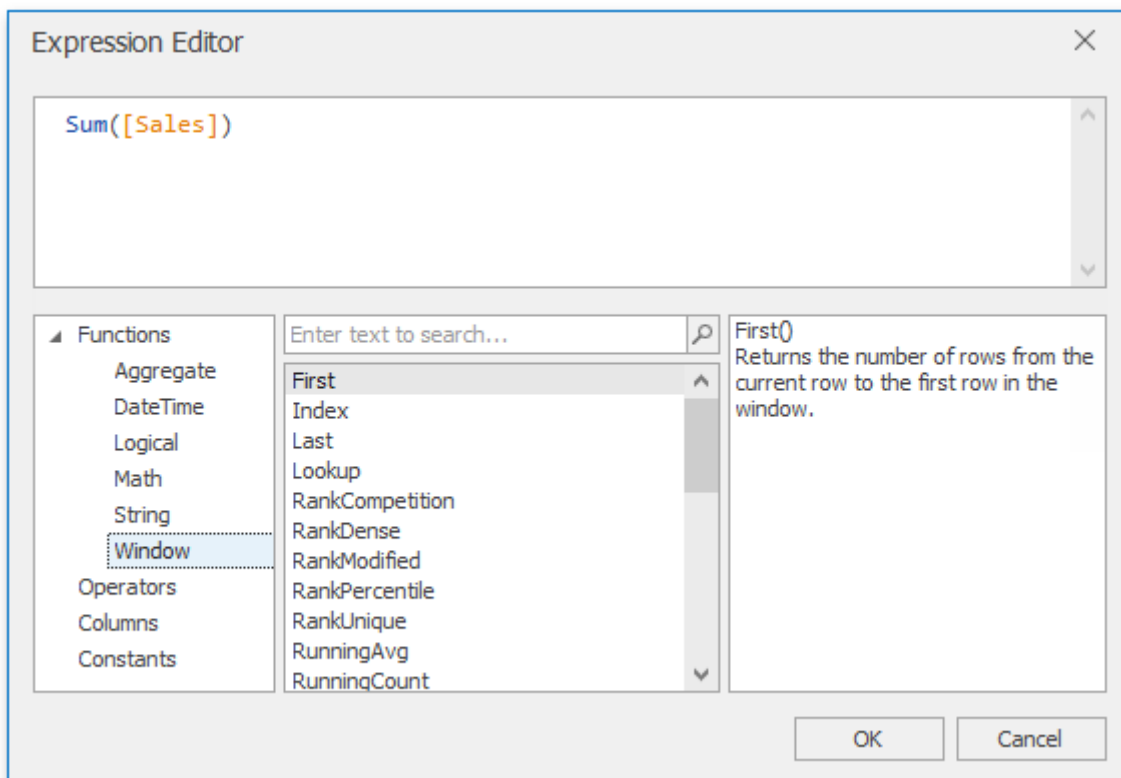 Expression Editor
Sum([Sales])
Functions
Aggregate
DateTime
Logical
Math
String
Window
Operators
Columns
Constants
Enter text to search...
First
Index
Last
Lookup
RankCompetition
RankDense
RankModified
RankPercentile
RankUnique
RunningAvg
RunningCount
First()
Returns the number of rows from the
current row to the first row in the
window.
OK
Cancel